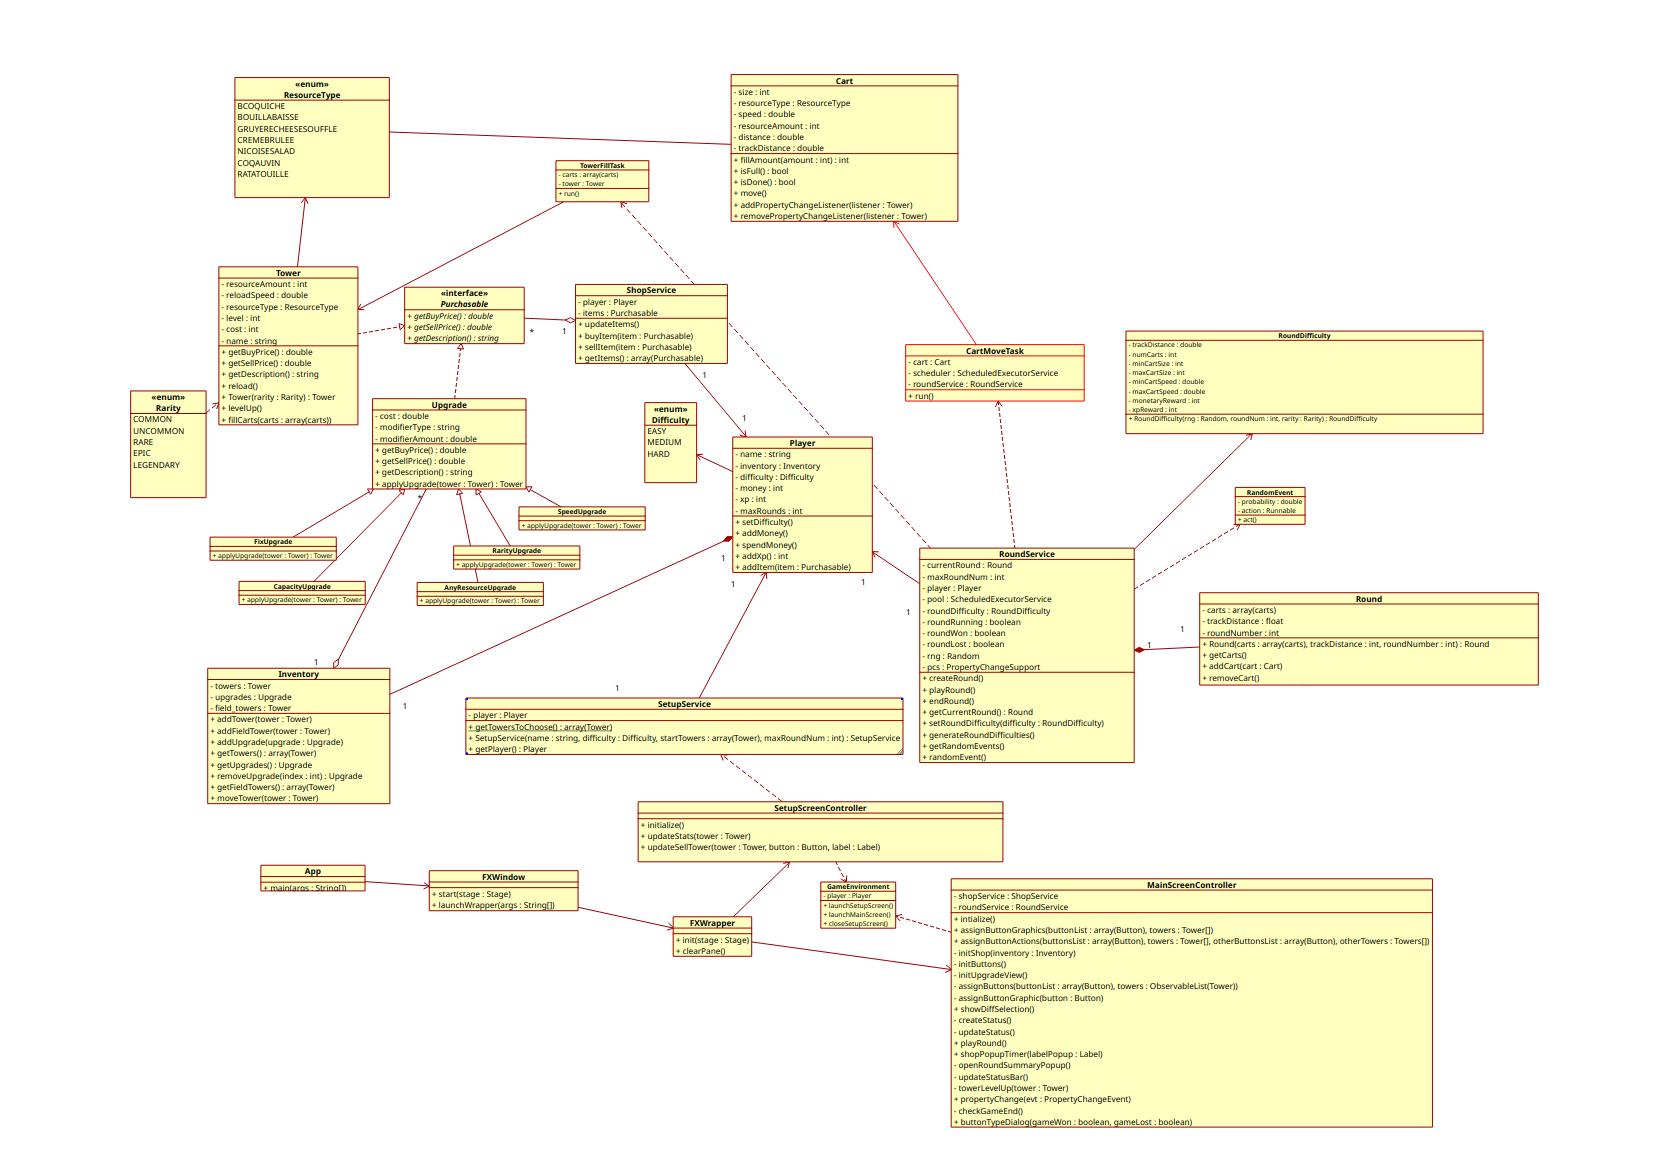 «enum»
ResourceType
BCOQUICHE
BOUILLABAISSE
GRUYERECHEESESOUFFLE
CREMEBRULEE
NICOISESALAD
COQAUVIN
RATATOUILLE
Cart
- size : int
- resourceType : ResourceType
- speed : double
- resourceAmount : int
- distance : double
- trackDistance : double
+ fillAmount(amount : int) : int
+ isFull() : bool
+ isDone() : bool
+ move()
+ addPropertyChangeListener(listener : Tower)
+ removePropertyChangeListener(listener : Tower)
TowerFillTask
- carts : array(carts)
- tower : Tower
+ run()
Tower
- resourceAmount : int
- reloadSpeed : double
- resourceType : ResourceType
- level : int
- cost : int
- name : string
+ getBuyPrice() : double
+ getSellPrice() : double
+ getDescription() : string
+ reload()
+ Tower(rarity : Rarity) : Tower
+ levelUp()
+ fillCarts(carts : array(carts))
«interface»
Purchasable
+ getBuyPrice() : double
+ getSellPrice() : double
+ getDescription() : string
*
1
ShopService
- player : Player
- items : Purchasable
+ updateItems()
+ buyItem(item : Purchasable)
+ sellItem(item : Purchasable)
+ getItems() : array(Purchasable)
1
1
CartMoveTask
- cart : Cart
- scheduler : ScheduledExecutorService
- roundService : RoundService
+ run()
RoundDifficulty
- trackDistance : double
- numCarts : int
- minCartSize : int
- maxCartSize : int
- minCartSpeed : double
- maxCartSpeed : double
- monetaryReward : int
- xpReward : int
+ RoundDifficulty(rng : Random, roundNum : int, rarity : Rarity) : RoundDifficulty
«enum»
Rarity
COMMON
UNCOMMON
RARE
EPIC
LEGENDARY
Upgrade
- cost : double
- modifierType : string
- modifierAmount : double
+ getBuyPrice() : double
+ getSellPrice() : double
+ getDescription() : string
+ applyUpgrade(tower : Tower) : Tower
*
«enum»
Difficulty
EASY
MEDIUM
HARD
Player
- name : string
- inventory : Inventory
- difficulty : Difficulty
- money : int
- xp : int
- maxRounds : int
+ setDifficulty()
+ addMoney()
+ spendMoney()
+ addXp() : int
+ addItem(item : Purchasable)
1
1
1
1
RandomEvent
- probability : double
- action : Runnable
+ act()
SpeedUpgrade
+ applyUpgrade(tower : Tower) : Tower
FixUpgrade
+ applyUpgrade(tower : Tower) : Tower
RarityUpgrade
+ applyUpgrade(tower : Tower) : Tower
CapacityUpgrade
+ applyUpgrade(tower : Tower) : Tower
AnyResourceUpgrade
+ applyUpgrade(tower : Tower) : Tower
RoundService
- currentRound : Round
- maxRoundNum : int
- player : Player
- pool : ScheduledExecutorService
- roundDifficulty : RoundDifficulty
- roundRunning : boolean
- roundWon : boolean
- roundLost : boolean
- rng : Random
- pcs : PropertyChangeSupport
+ createRound()
+ playRound()
+ endRound()
+ getCurrentRound() : Round
+ setRoundDifficulty(difficulty : RoundDifficulty)
+ generateRoundDifficulties()
+ getRandomEvents()
+ randomEvent()
1
1
Round
- carts : array(carts)
- trackDistance : float
- roundNumber : int
+ Round(carts : array(carts), trackDistance : int, roundNumber : int) : Round
+ getCarts()
+ addCart(cart : Cart)
+ removeCart()
1
Inventory
- towers : Tower
- upgrades : Upgrade
- field_towers : Tower
+ addTower(tower : Tower)
+ addFieldTower(tower : Tower)
+ addUpgrade(upgrade : Upgrade)
+ getTowers() : array(Tower)
+ getUpgrades() : Upgrade
+ removeUpgrade(index : int) : Upgrade
+ getFieldTowers() : array(Tower)
+ moveTower(tower : Tower)
1
1
SetupService
- player : Player
+ getTowersToChoose() : array(Tower)
+ SetupService(name : string, difficulty : Difficulty, startTowers : array(Tower), maxRoundNum : int) : SetupService
+ getPlayer() : Player
SetupScreenController
+ initialize()
+ updateStats(tower : Tower)
+ updateSellTower(tower : Tower, button : Button, label : Label)
App
+ main(args : String[])
FXWindow
+ start(stage : Stage)
+ launchWrapper(args : String[])
FXWrapper
+ init(stage : Stage)
+ clearPane()
GameEnvironment
- player : Player
+ launchSetupScreen()
+ launchMainScreen()
+ closeSetupScreen()
MainScreenController
- shopService : ShopService
- roundService : RoundService
+ intialize()
+ assignButtonGraphics(buttonList : array(Button), towers : Tower[])
+ assignButtonActions(buttonsList : array(Button), towers : Tower[], otherButtonsList : array(Button), otherTowers : Towers[])
- initShop(inventory : Inventory)
- initButtons()
- initUpgradeView()
- assignButtons(buttonList : array(Button), towers : ObservableList(Tower))
- assignButtonGraphic(button : Button)
+ showDiffSelection()
- createStatus()
- updateStatus()
+ playRound()
+ shopPopupTimer(labelPopup : Label)
- openRoundSummaryPopup()
- updateStatusBar()
- towerLevelUp(tower : Tower)
+ propertyChange(evt : PropertyChangeEvent)
- checkGameEnd()
+ buttonTypeDialog(gameWon : boolean, gameLost : boolean)